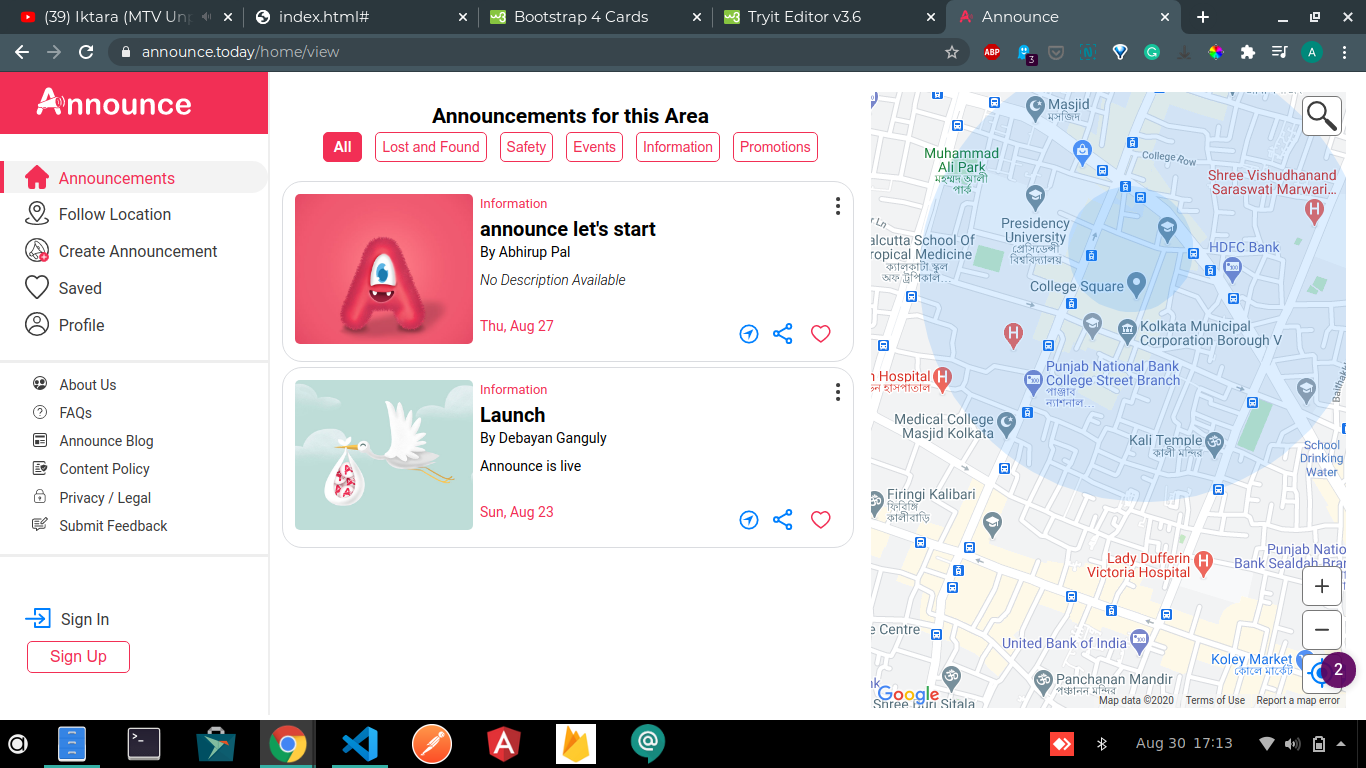 (39) Iktara (MTV Unp
index.html#
Bootstrap 4 Cards
Tryit Editor v3.6
Announce
announce.today/home/view
ABP
3
A
Announce
Announcements
Follow Location
Create Announcement
Saved
Profile
About Us
FAQs
Announce Blog
Content Policy
Privacy / Legal
Submit Feedback
Sign In
Sign Up
Announcements for this Area
All
Lost and Found
Safety
Events
Information
Promotions
Information
announce let's start
By Abhirup Pal
No Description Available
Thu, Aug 27
Information
Launch
By Debayan Ganguly
Announce is live
Sun, Aug 23
Masjid
মসজিদ
College Row
Muhammad
Ali Park
মহম্মদ আলী
পার্ক
Shree Vishudhanand
Saraswati Marwari...
Presidency
University
প্রেসিডেন্সী
বিশ্ববিদ্যালয়
alcutta School Of
ropical Medicine
ক্যালকাটা স্কুল
অফ ট্রপিকাল...
HDFC Bank
College Square
Kolkata Municipal
Corporation Borough V
Punjab National Bank
College Street Branch
পাঞ্জাব
ন্যাশনাল...
Hospital
Medical College
Masjid Kolkata
Kali Temple
কালী মন্দির
Baithak
School
Drinking
Water
Firingi Kalibari
ফিরিঙ্গি
কালীবাড়ি
Lady Dufferin
Victoria Hospital
Punjab Natio
Bank Sealdah Bran
e Centre
United Bank of India
Koley Market
কোলে মার্কেট
Panchanan Mandir
পঞ্চানন মন্দির
Sitala
Google
Map data ©2020
Terms of Use
Report a map error
+
−
2
Aug 30 17:13